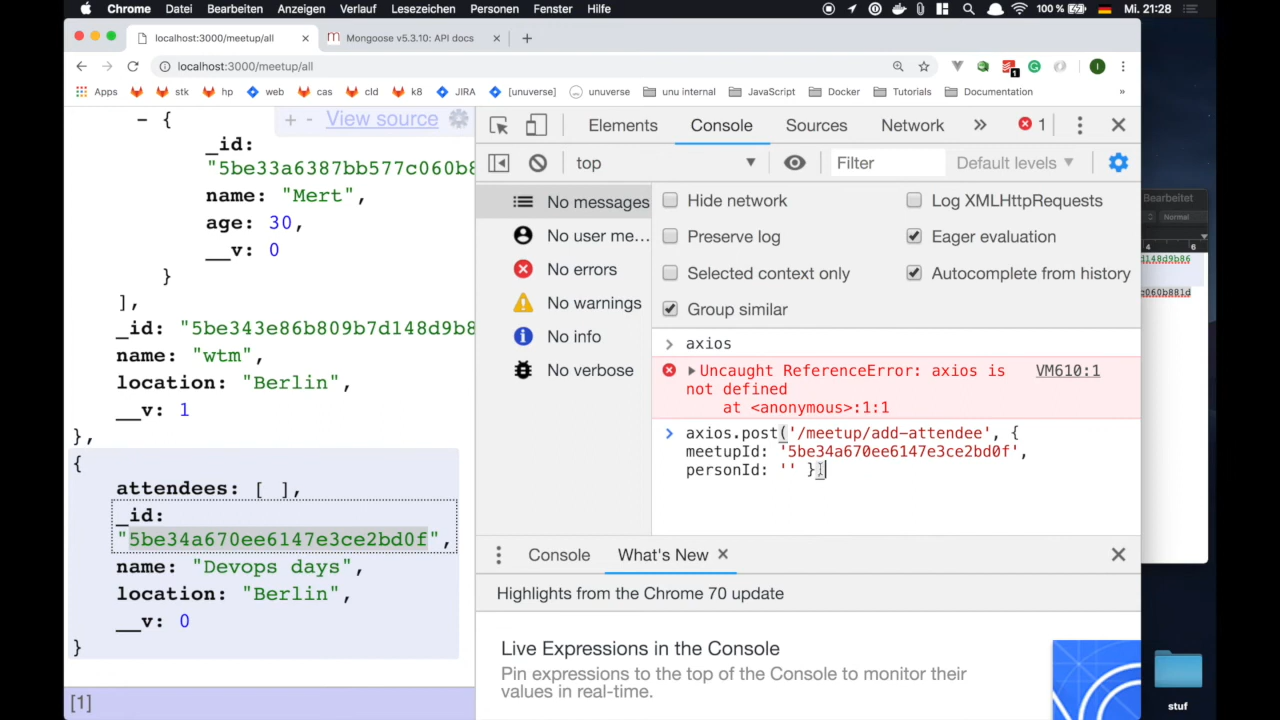 Chrome Datei Bearbeiten Anzeigen Verlauf Lesezeichen Personen Fenster Hilfe 100 % Mi. 21:28
localhost:3000/meetup/all Mongoose v5.3.10: API docs
localhost:3000/meetup/all
Apps stk hp web cas cld k8 JIRA [unuverse] unuverse unu internal JavaScript Docker Tutorials Documentation »
+ - View source
- {
_id:
"5be33a6387bb577c060b8
name: "Mert",
age: 30,
__v: 0
}
],
_id: "5be343e86b809b7d148d9b8
name: "wtm",
location: "Berlin",
__v: 1
},
{
attendees: [ ],
_id:
"5be34a670ee6147e3ce2bd0f",
name: "Devops days",
location: "Berlin",
__v: 0
}
[1]
Elements Console Sources Network » 1
top Filter Default levels
No messages
No user me...
No errors
No warnings
No info
No verbose
Hide network Log XMLHttpRequests
Preserve log Eager evaluation
Selected context only Autocomplete from history
Group similar
> axios
Uncaught ReferenceError: axios is VM610:1
not defined
at <anonymous>:1:1
> axios.post('/meetup/add-attendee', {
meetupId: '5be34a670ee6147e3ce2bd0f',
personId: '' })
Console What's New
Highlights from the Chrome 70 update
Live Expressions in the Console
Pin expressions to the top of the Console to monitor their
values in real-time.
Bearbeitet
Normal
4 6
d148d9b86
c060b881d
stuf